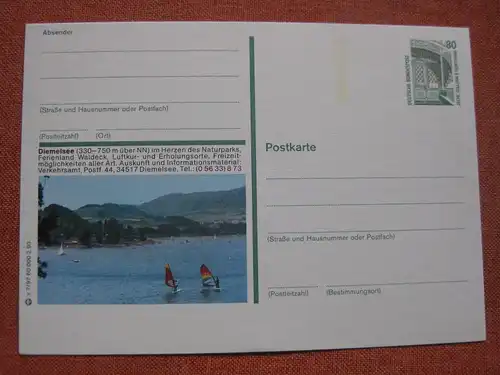 Absender
(Straße und Hausnummer oder Postfach)
(Postleitzahl) (Ort)
Diemelsee (330–750 m über NN) im Herzen des Naturparks,
Ferienland Waldeck, Luftkur- und Erholungsorte, Freizeit-
möglichkeiten aller Art. Auskunft und Informationsmaterial:
Verkehrsamt, Postf. 44, 34517 Diemelsee, Tel.: (0 56 33) 8 73
80
DEUTSCHE BUNDESPOST
Postkarte
(Straße und Hausnummer oder Postfach)
(Postleitzahl) (Bestimmungsort)